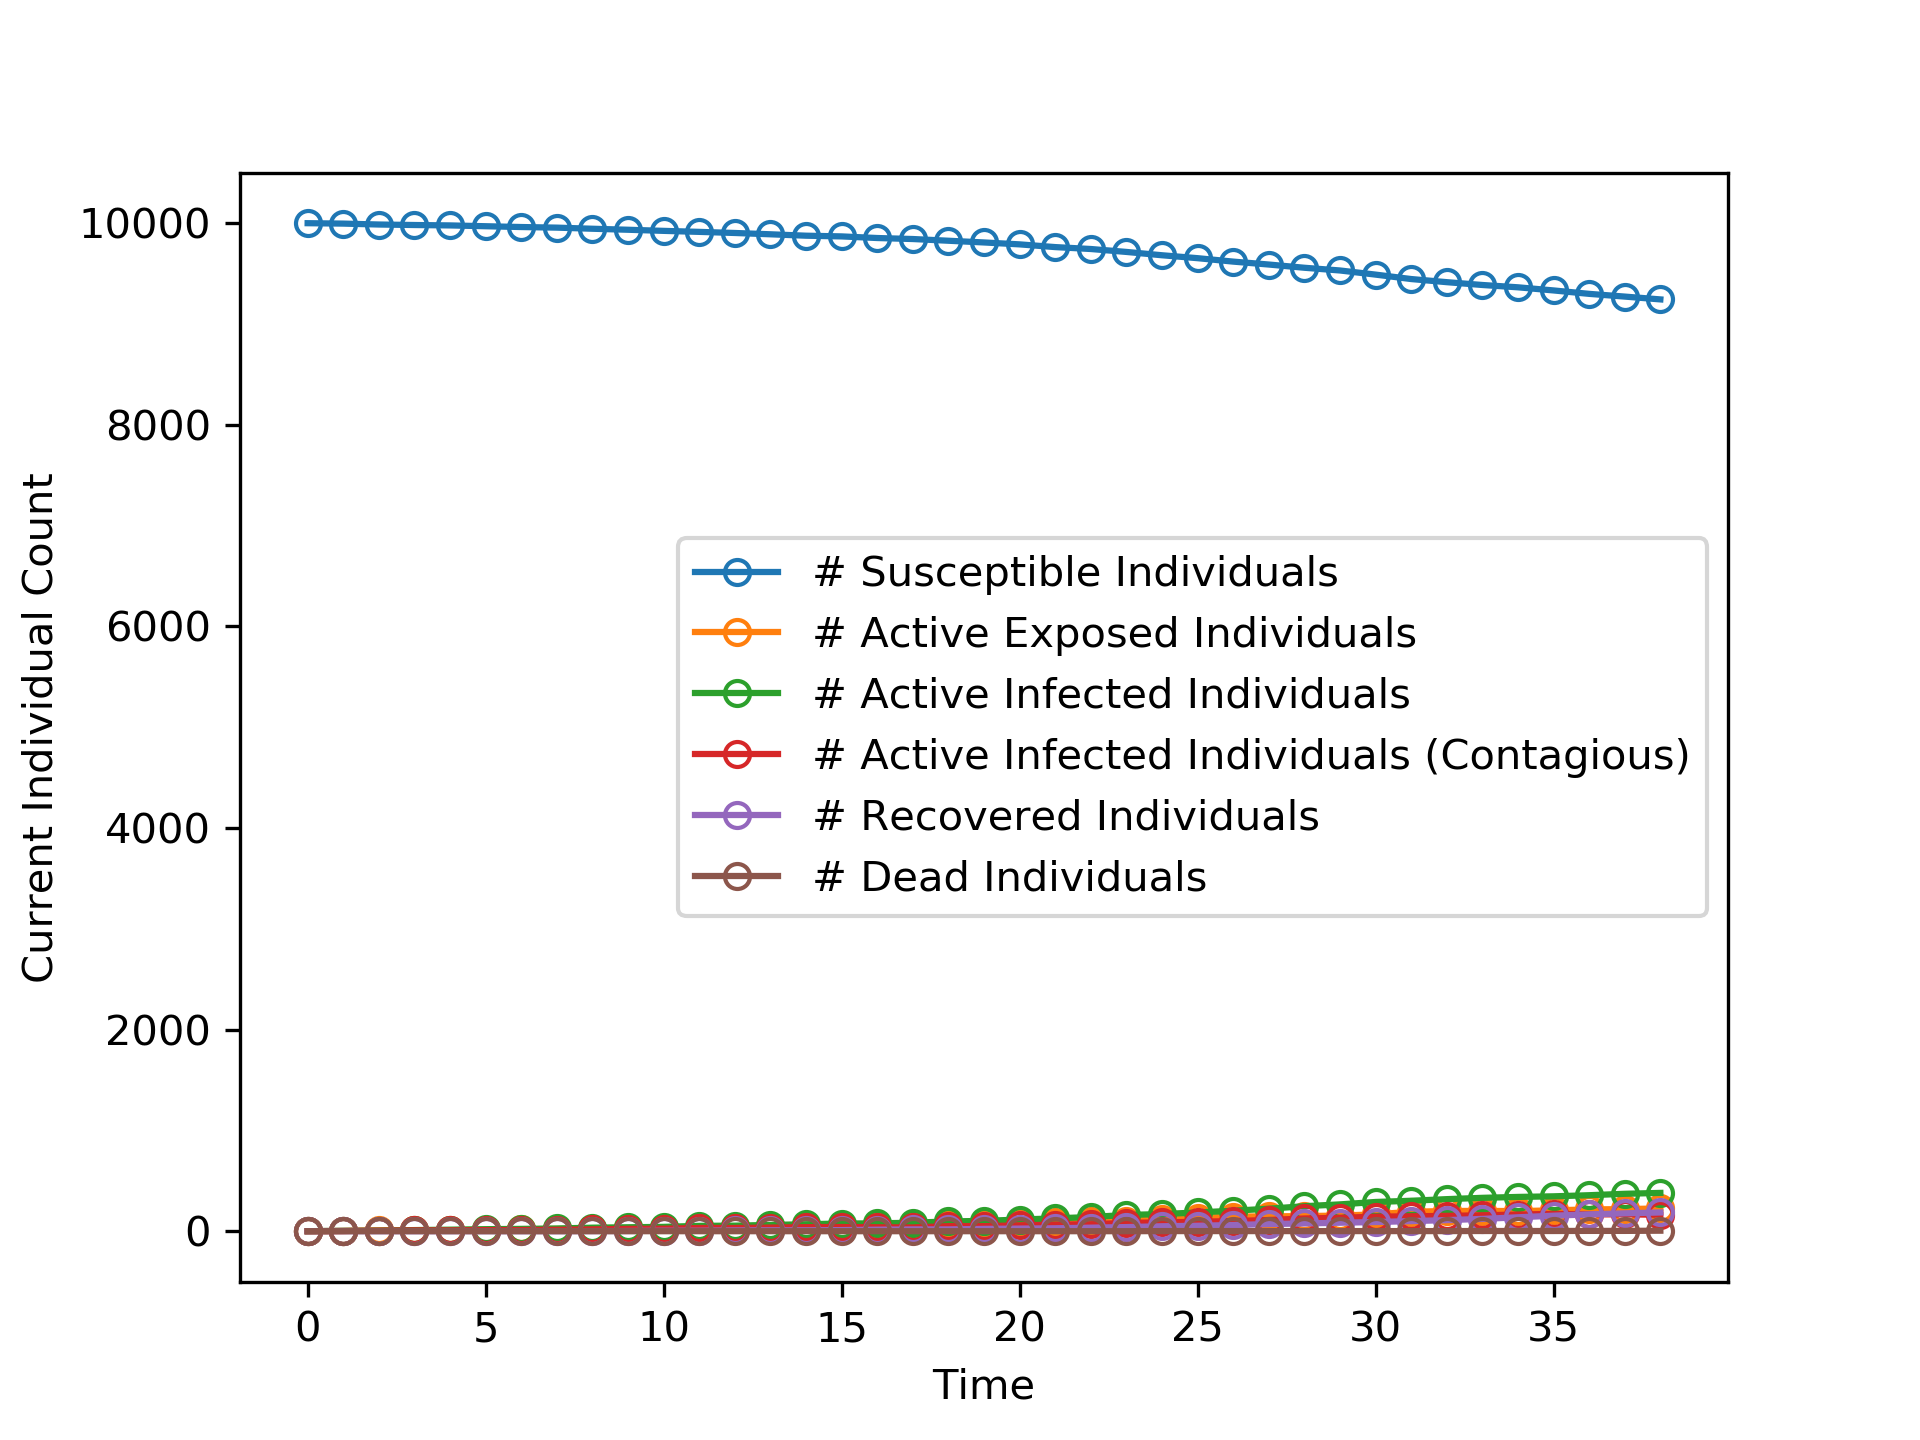 10000
8000
6000
4000
2000
0
Current Individual Count
# Susceptible Individuals
# Active Exposed Individuals
# Active Infected Individuals
# Active Infected Individuals (Contagious)
# Recovered Individuals
# Dead Individuals
0 5 10 15 20 25 30 35
Time